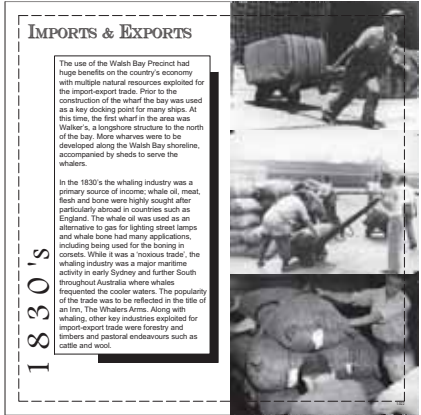 IMPORTS & EXPORTS
The use of the Walsh Bay Precinct had
huge benefits on the country's economy
with multiple natural resources exploited for
the import-export trade. Prior to the
construction of the wharf the bay was used
as a key docking point for many ships. At
this time, the first wharf in the area was
Walker's, a longshore structure to the north
of the bay. More wharves were to be
developed along the Walsh Bay shoreline,
accompanied by sheds to serve the
whalers.
In the 1830's the whaling industry was a
primary source of income; whale oil, meat,
flesh and bone were highly sought after
particularly abroad in countries such as
England. The whale oil was used as an
alternative to gas for lighting street lamps
and whale bone had many applications,
including being used for the boning in
corsets. While it was a 'noxious trade', the
whaling industry was a major maritime
activity in early Sydney and further South
throughout Australia where whales
frequented the cooler waters. The popularity
of the trade was to be reflected in the title of
an Inn, The Whalers Arms. Along with
whaling, other key industries exploited for
import-export trade were forestry and
timbers and pastoral endeavours such as
cattle and wool.
1830's